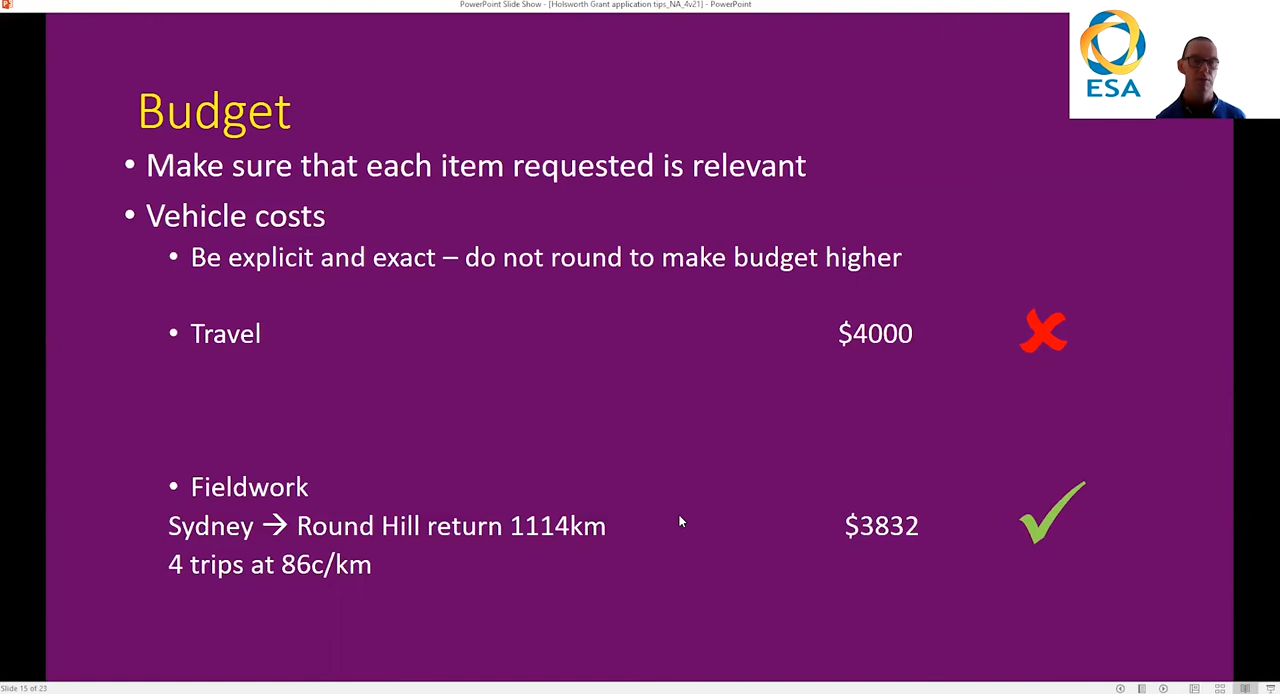 PowerPoint Slide Show - [Holsworth Grant application tips_NA_4v21] - PowerPoint
ESA
Budget
• Make sure that each item requested is relevant
• Vehicle costs
• Be explicit and exact – do not round to make budget higher
• Travel $4000
• Fieldwork
Sydney → Round Hill return 1114km $3832
4 trips at 86c/km
Slide 15 of 23